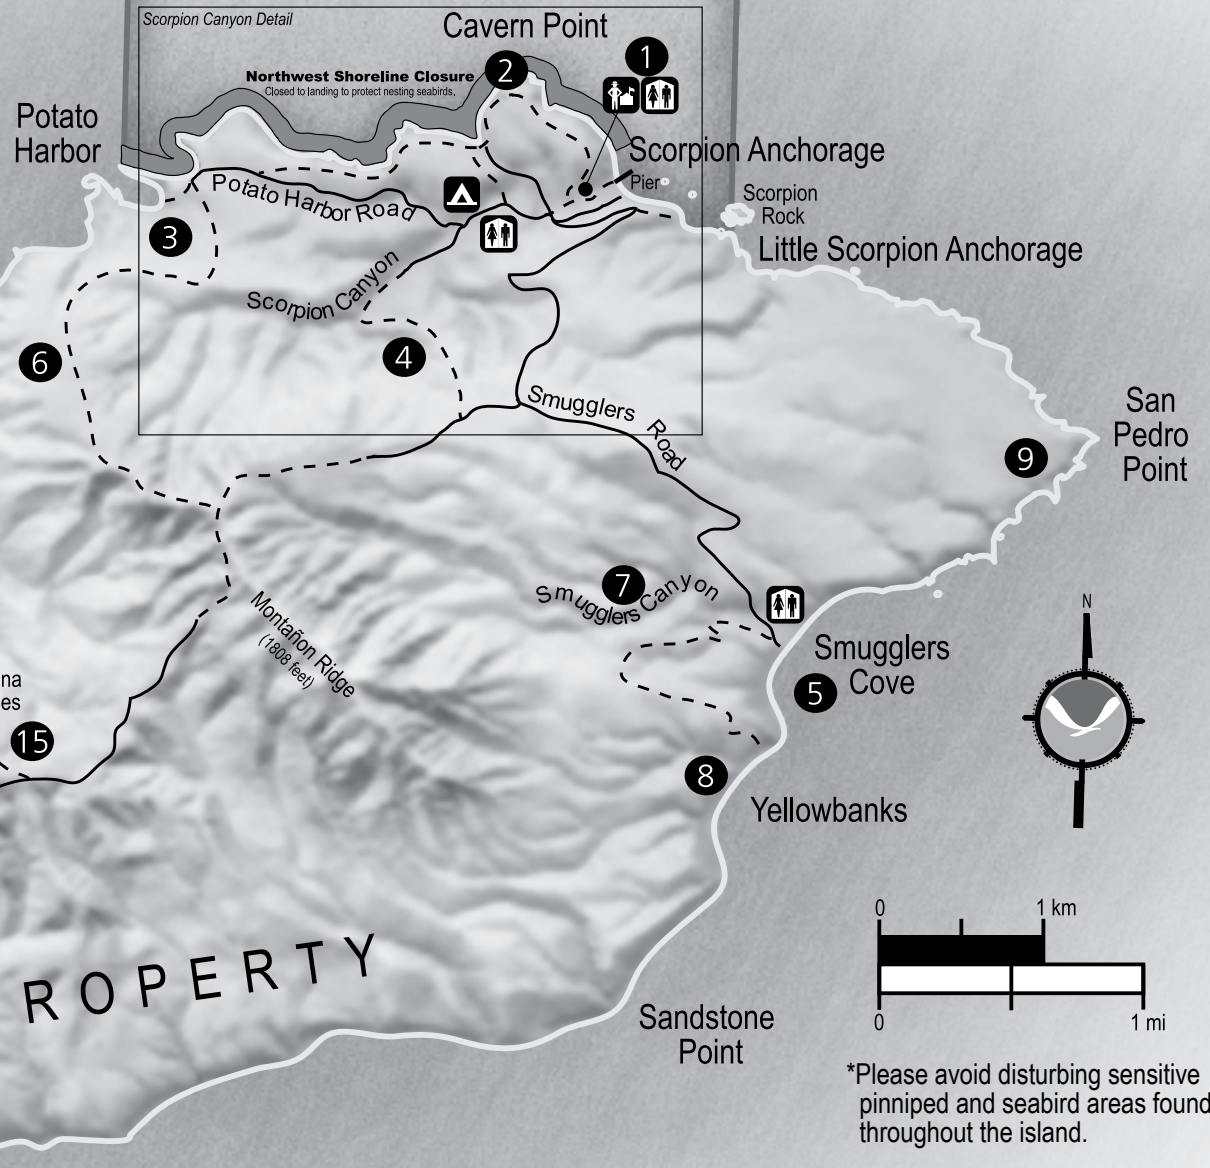 Scorpion Canyon Detail
Cavern Point
1
2
Northwest Shoreline Closure
Closed to landing to protect nesting seabirds.
Potato
Harbor
Scorpion Anchorage
Pier
Potato Harbor Road
Scorpion
Rock
3
Little Scorpion Anchorage
Scorpion Canyon
6
4
Smugglers Road
San
Pedro
Point
9
7
Smugglers Canyon
Montañon Ridge
(1808 feet)
N
Smugglers
Cove
5
na
es
15
8
Yellowbanks
0
1 km
ROPERTY
Sandstone
Point
0
1 mi
*Please avoid disturbing sensitive
pinniped and seabird areas found
throughout the island.